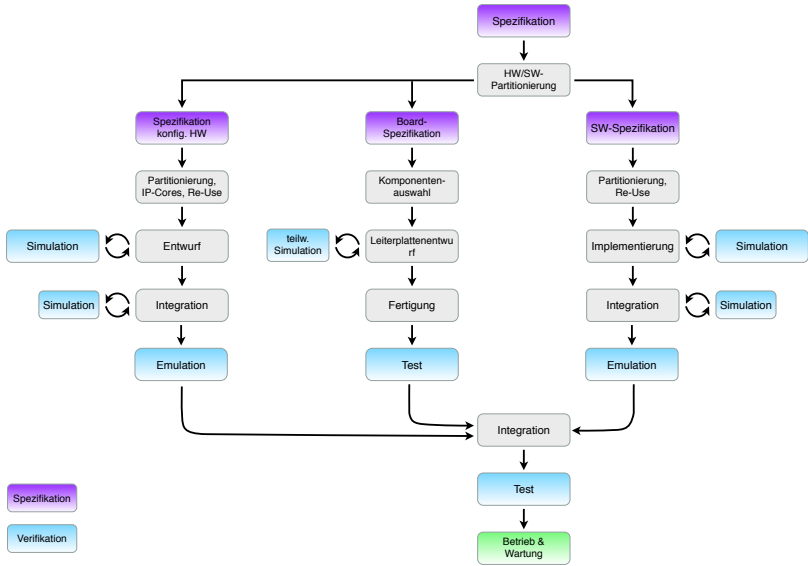 Spezifikation
HW/SW-
Partitionierung
Spezifikation
konfig. HW
Board-
Spezifikation
SW-Spezifikation
Partitionierung,
IP-Cores, Re-Use
Komponenten-
auswahl
Partitionierung,
Re-Use
Simulation
Entwurf
teilw.
Simulation
Leiterplattenentwu
rf
Implementierung
Simulation
Simulation
Integration
Fertigung
Integration
Simulation
Emulation
Test
Emulation
Integration
Test
Spezifikation
Verifikation
Betrieb &
Wartung